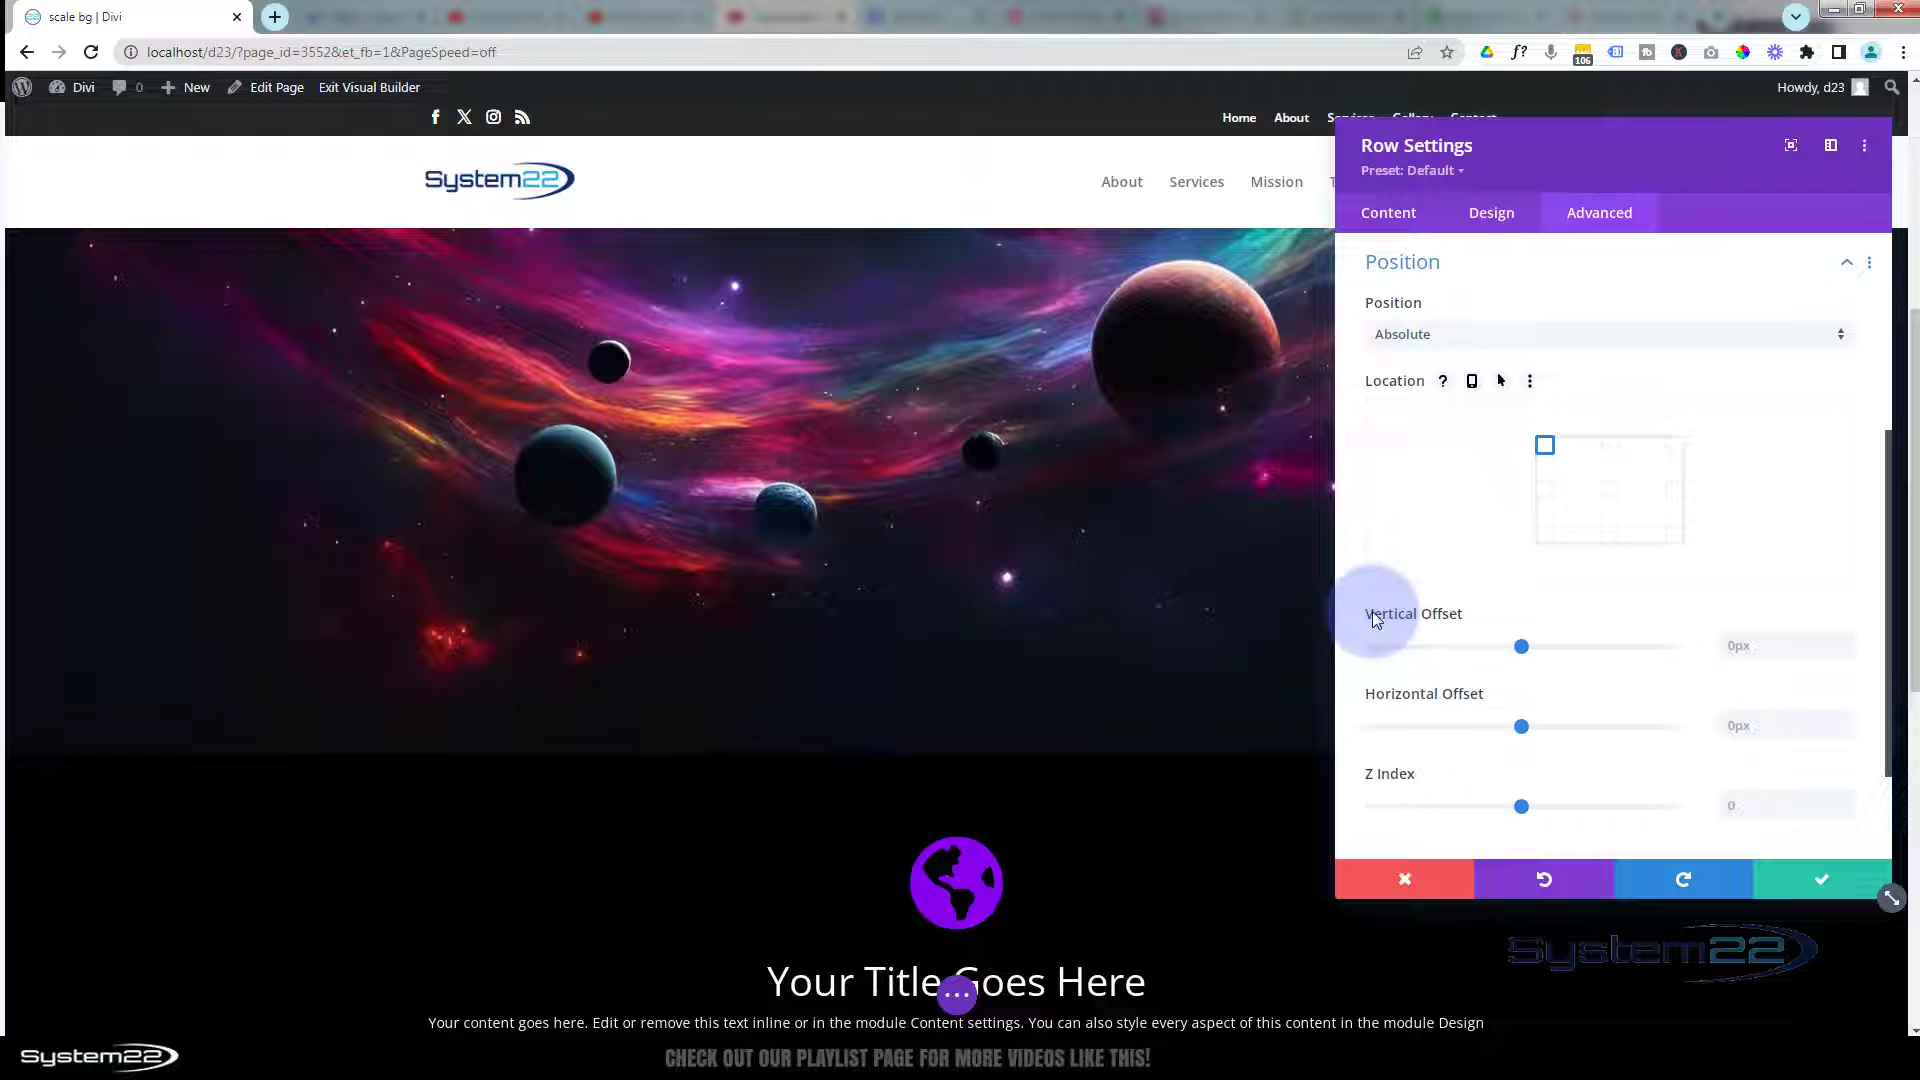 scale bg | Divi
localhost/d23/?page_id=3552&et_fb=1&PageSpeed=off
106
Divi 0 New Edit Page Exit Visual Builder Howdy, d23
Home About Services Gallery Contact
System22 About Services Mission T
Row Settings
Preset: Default
Content Design Advanced
Position
Position
Absolute
Location
Vertical Offset
0px
Horizontal Offset
0px
Z Index
0
System22
Your Title Goes Here
Your content goes here. Edit or remove this text inline or in the module Content settings. You can also style every aspect of this content in the module Design
System22 CHECK OUT OUR PLAYLIST PAGE FOR MORE VIDEOS LIKE THIS!